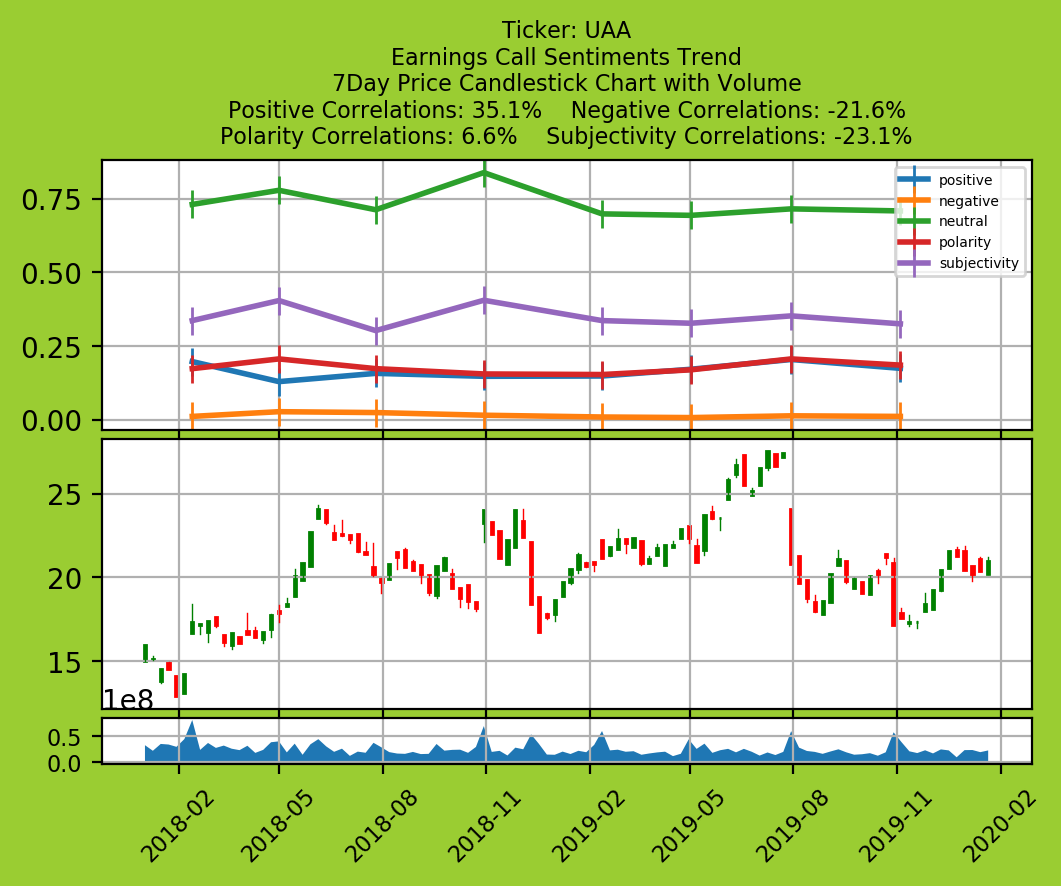 Ticker: UAA
Earnings Call Sentiments Trend
7Day Price Candlestick Chart with Volume
Positive Correlations: 35.1%    Negative Correlations: -21.6%
Polarity Correlations: 6.6%    Subjectivity Correlations: -23.1%
0.75
0.50
0.25
0.00
positive
negative
neutral
polarity
subjectivity
25
20
15
1e8
0.5
0.0
2018-02
2018-05
2018-08
2018-11
2019-02
2019-05
2019-08
2019-11
2020-02